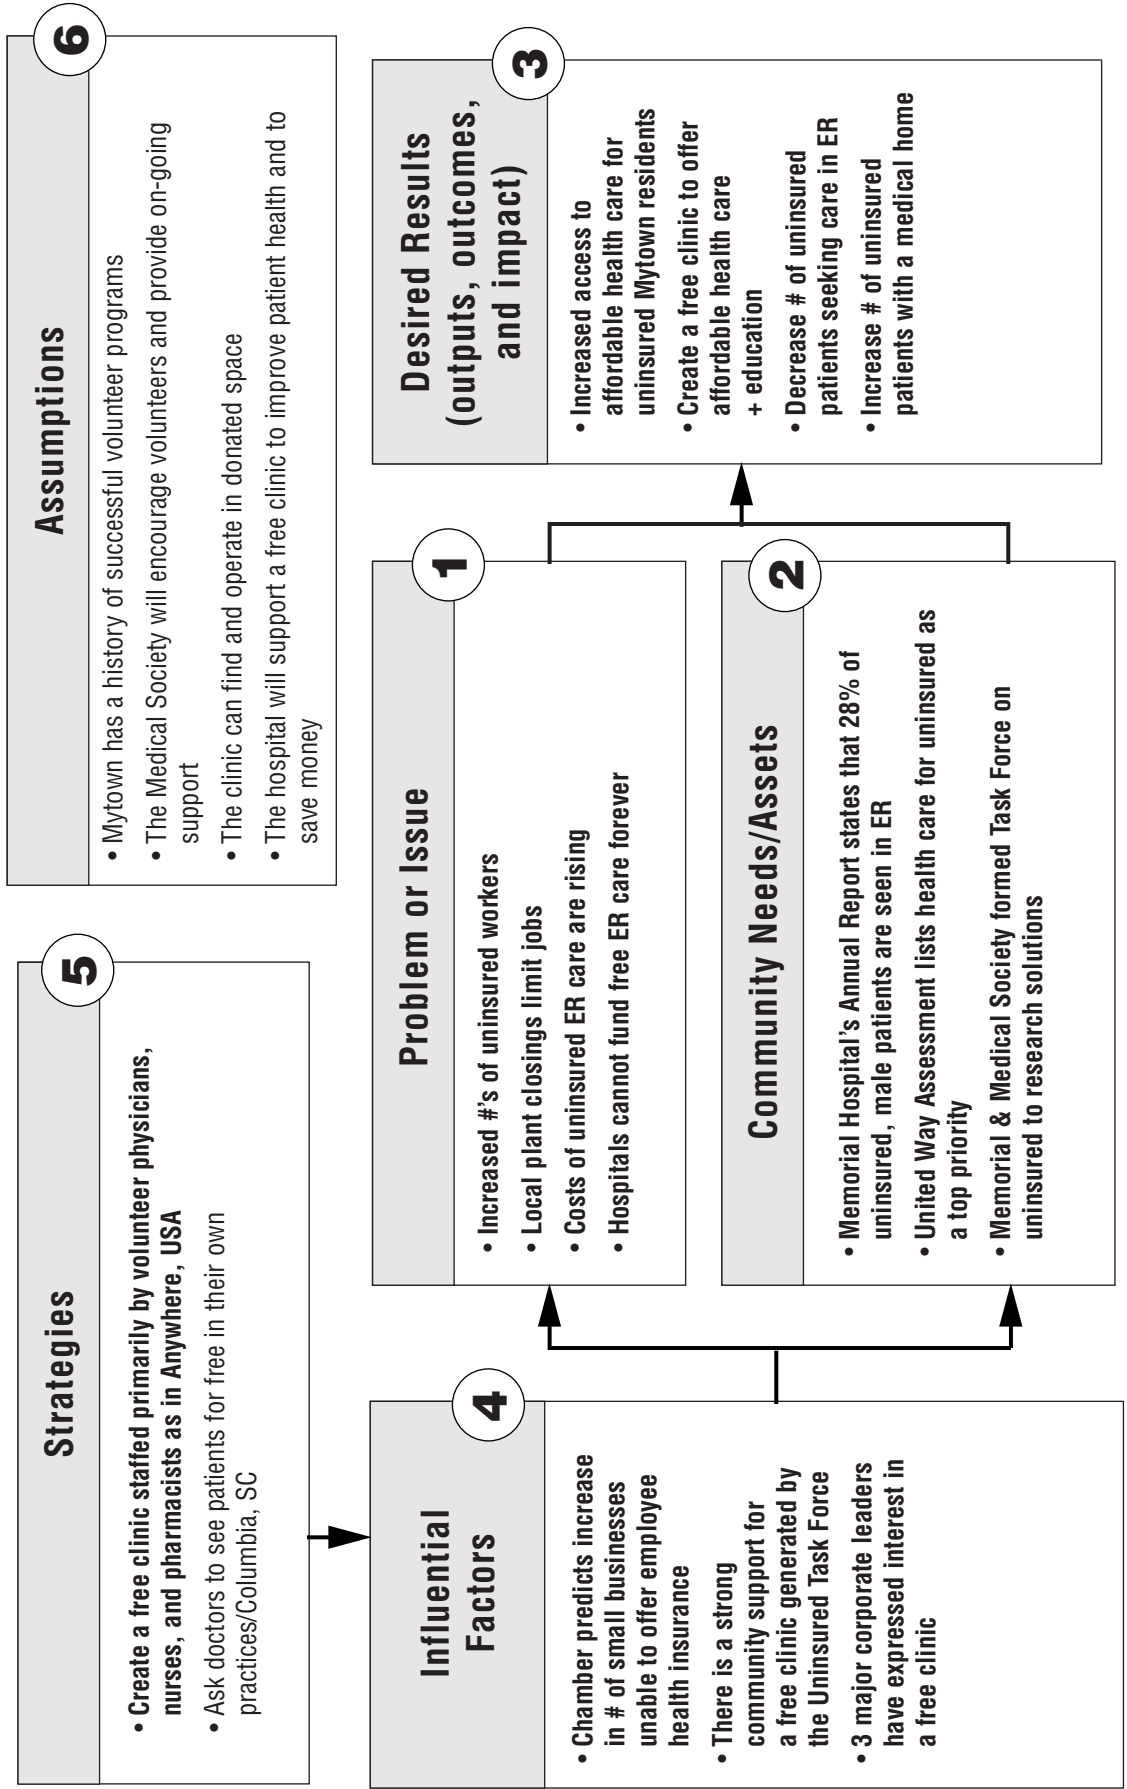 Strategies
5
• Create a free clinic staffed primarily by volunteer physicians,
nurses, and pharmacists as in Anywhere, USA
• Ask doctors to see patients for free in their own
practices/Columbia, SC
Assumptions
6
• Mytown has a history of successful volunteer programs
• The Medical Society will encourage volunteers and provide on-going
support
• The clinic can find and operate in donated space
• The hospital will support a free clinic to improve patient health and to
save money
Influential
Factors
4
• Chamber predicts increase
in # of small businesses
unable to offer employee
health insurance
• There is a strong
community support for
a free clinic generated by
the Uninsured Task Force
• 3 major corporate leaders
have expressed interest in
a free clinic
Problem or Issue
1
• Increased #'s of uninsured workers
• Local plant closings limit jobs
• Costs of uninsured ER care are rising
• Hospitals cannot fund free ER care forever
Community Needs/Assets
2
• Memorial Hospital's Annual Report states that 28% of
uninsured, male patients are seen in ER
• United Way Assessment lists health care for uninsured as
a top priority
• Memorial & Medical Society formed Task Force on
uninsured to research solutions
Desired Results
(outputs, outcomes,
and impact)
3
• Increased access to
affordable health care for
uninsured Mytown residents
• Create a free clinic to offer
affordable health care
+ education
• Decrease # of uninsured
patients seeking care in ER
• Increase # of uninsured
patients with a medical home